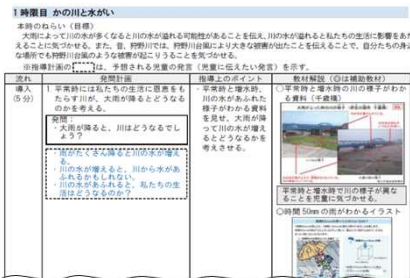 1時限目 かの川と水がい
本時のねらい（目標）
大雨によって川の水が多くなると川の水が溢れる可能性があることを伝え、川の水が溢れると私たちの生活に影響をあた
えることに気づかせる。また、昔、狩野川では、狩野川台風により大きな被害が出たことを伝えることで、自分たちの身近
な場所でも狩野川台風のような被害が起こりうることを気づかせる。
※指導計画の　　は、予想される児童の発言（児童に伝えたい発言）を示す。
流れ
発問計画
指導上のポイント
教材解説（◎は補助教材）
導入
（5分）
1. 平常時には私たちの生活に恩恵をも
たらす川が、大雨が降るとどうなる
のかを考える。
発問：
・大雨が降ると、川はどうなるでし
ょう？
・雨がたくさん降ると川の水が増え
る。
・川の水が増えると、川から水があ
ふれるかもしれない。
・川の水があふれると、私たちの生
活はどうなるのか？
・平常時と増水時、
川の水があふれた
様子がわかる資料
を見せ、大雨が降
って川の水が増え
るとどうなるかを
考えさせる。
○平常時と増水時の川の様子がわか
る資料（千歳橋）
平常時と増水時で川の様子が異な
ることを児童に気づかせる。
○時間50mmの雨がわかるイラスト